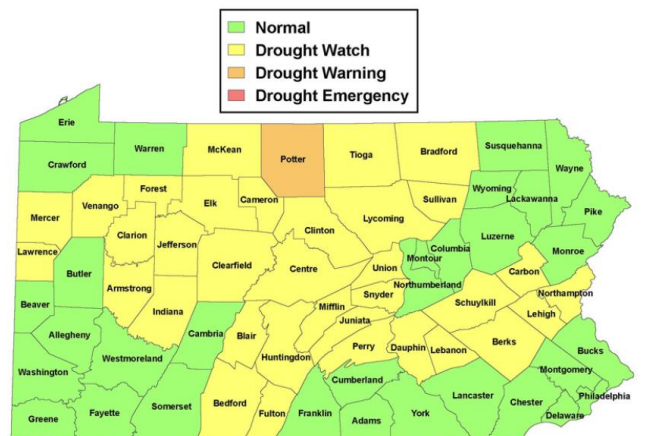 Normal
Drought Watch
Drought Warning
Drought Emergency
Erie
Crawford
Warren
McKean
Potter
Tioga
Bradford
Susquehanna
Wayne
Wyoming
Lackawanna
Pike
Mercer
Venango
Forest
Elk
Cameron
Clinton
Lycoming
Sullivan
Luzerne
Monroe
Lawrence
Butler
Clarion
Jefferson
Clearfield
Centre
Union
Montour
Columbia
Northumberland
Carbon
Northampton
Beaver
Armstrong
Indiana
Snyder
Mifflin
Juniata
Schuylkill
Lehigh
Allegheny
Westmoreland
Cambria
Blair
Huntingdon
Perry
Dauphin
Lebanon
Berks
Bucks
Montgomery
Philadelphia
Washington
Greene
Fayette
Somerset
Bedford
Fulton
Franklin
Cumberland
Adams
York
Lancaster
Chester
Delaware